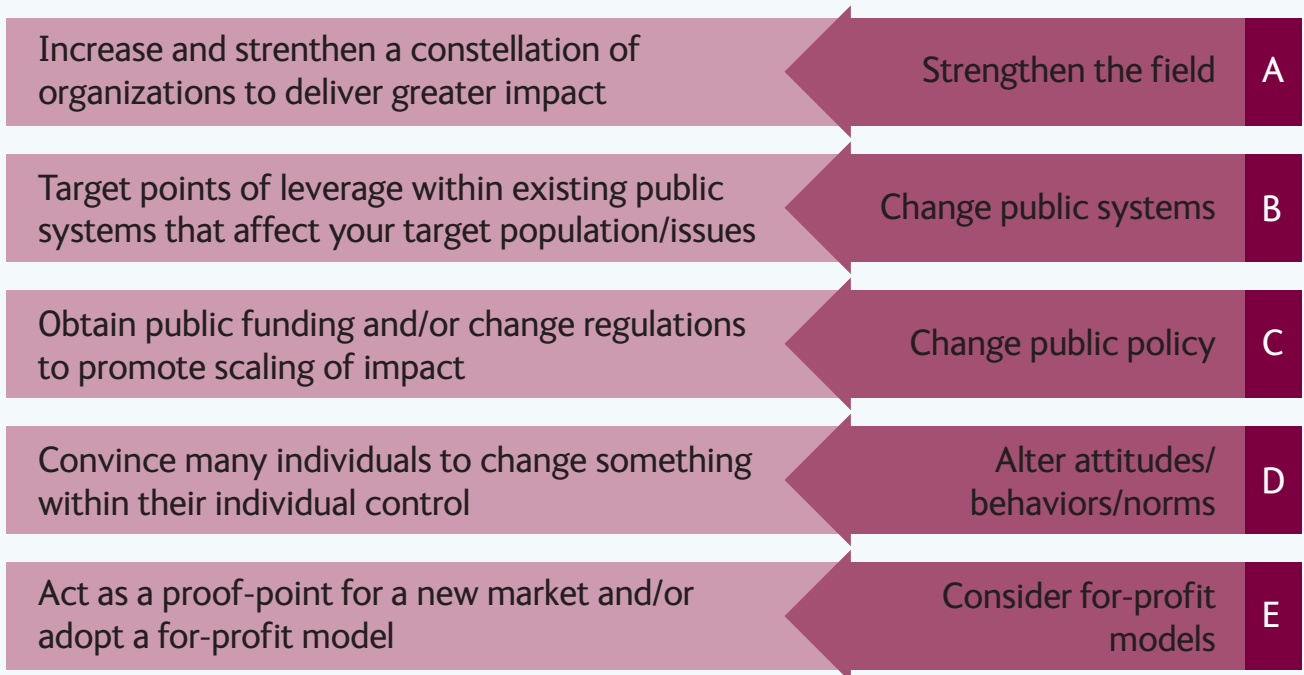 Increase and strenthen a constellation of
organizations to deliver greater impact
Strengthen the field
A
Target points of leverage within existing public
systems that affect your target population/issues
Change public systems
B
Obtain public funding and/or change regulations
to promote scaling of impact
Change public policy
C
Convince many individuals to change something
within their individual control
Alter attitudes/
behaviors/norms
D
Act as a proof-point for a new market and/or
adopt a for-profit model
Consider for-profit
models
E